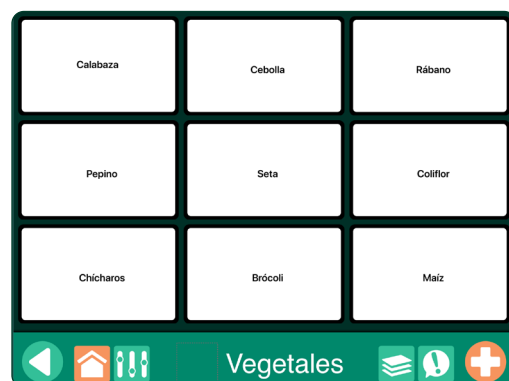 Calabaza
Cebolla
Rábano
Pepino
Seta
Coliflor
Chícharos
Brócoli
Maíz
Vegetales